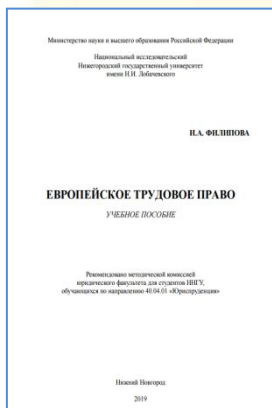 Министерство науки и высшего образования Российской Федерации
Национальный исследовательский
Нижегородский государственный университет
имени Н.И. Лобачевского
И.А. ФИЛИПОВА
ЕВРОПЕЙСКОЕ ТРУДОВОЕ ПРАВО
УЧЕБНОЕ ПОСОБИЕ
Рекомендовано методической комиссией
юридического факультета для студентов ННГУ,
обучающихся по направлению 40.04.01 «Юриспруденция»
Нижний Новгород
2019